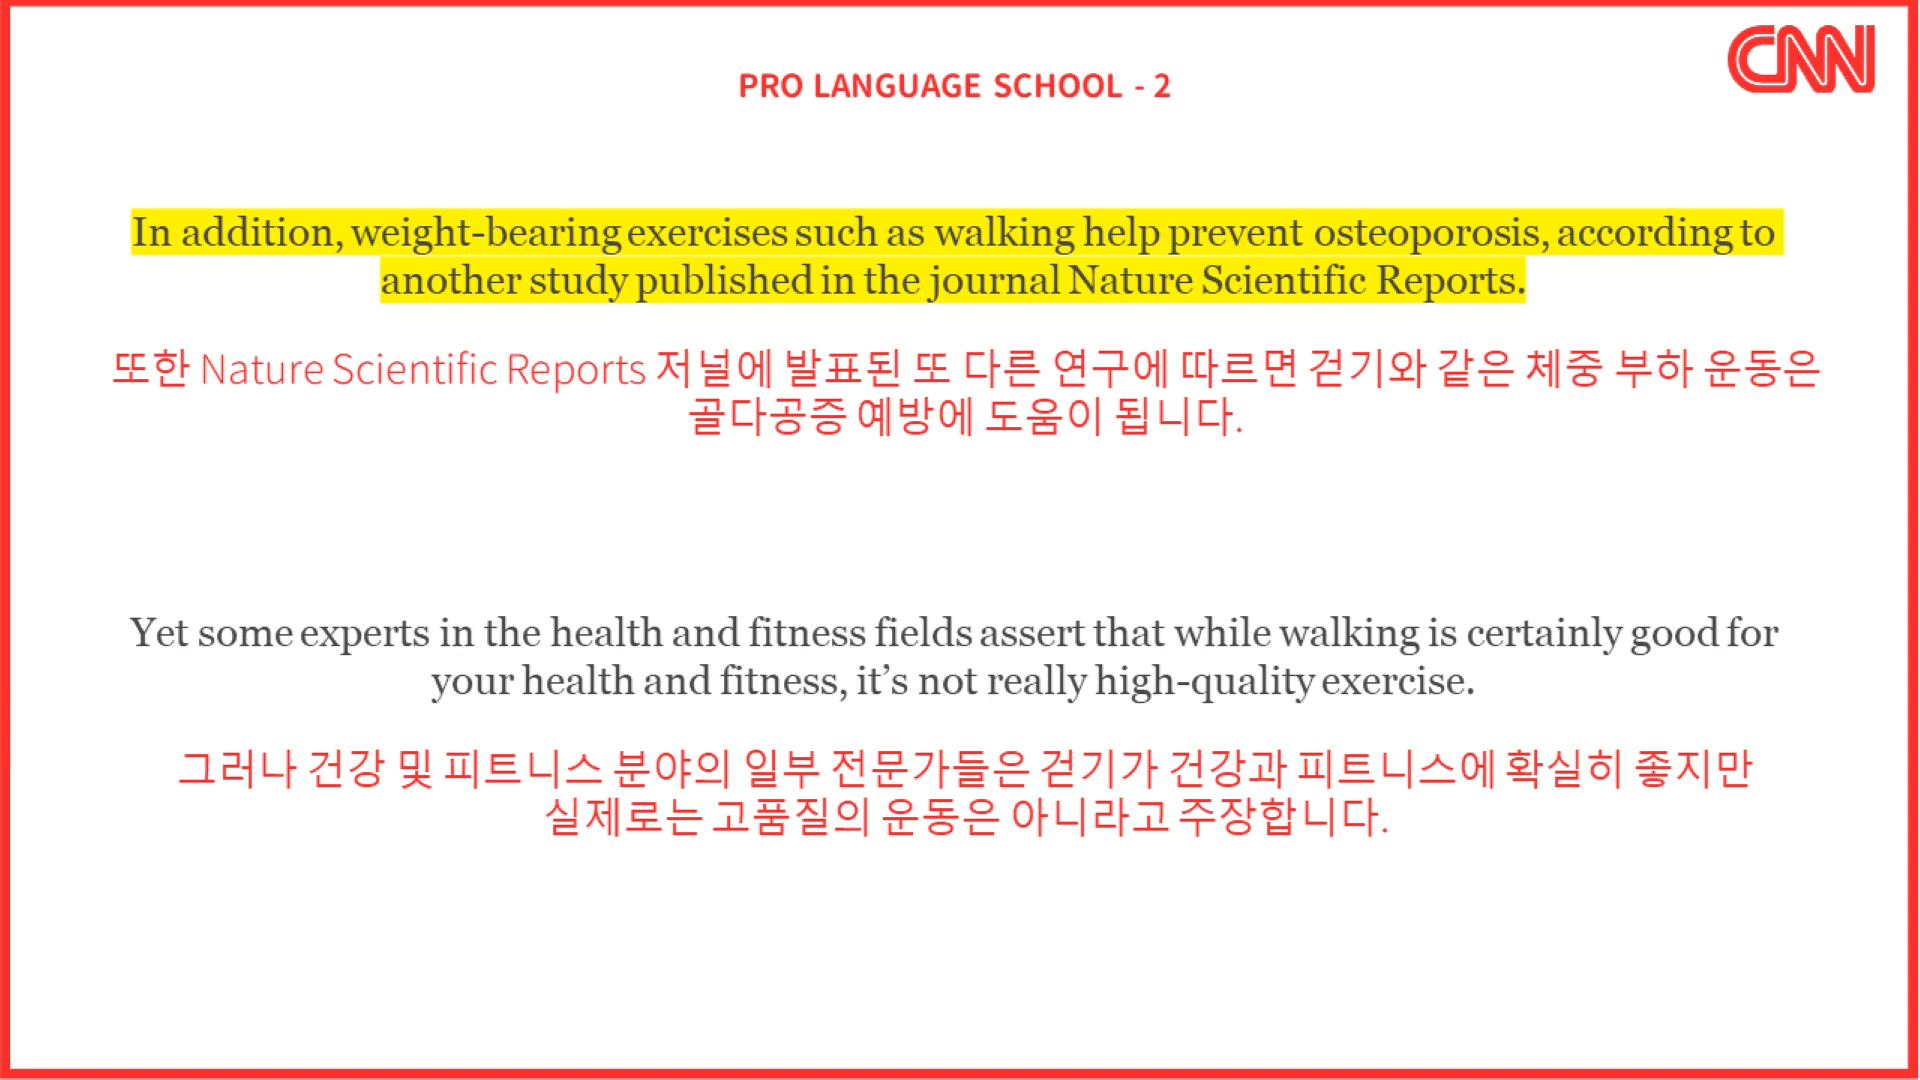 CNN
PRO LANGUAGE SCHOOL - 2
In addition, weight-bearing exercises such as walking help prevent osteoporosis, according to
another study published in the journal Nature Scientific Reports.
또한 Nature Scientific Reports 저널에 발표된 또 다른 연구에 따르면 걷기와 같은 체중 부하 운동은
골다공증 예방에 도움이 됩니다.
Yet some experts in the health and fitness fields assert that while walking is certainly good for
your health and fitness, it’s not really high-quality exercise.
그러나 건강 및 피트니스 분야의 일부 전문가들은 걷기가 건강과 피트니스에 확실히 좋지만
실제로는 고품질의 운동은 아니라고 주장합니다.